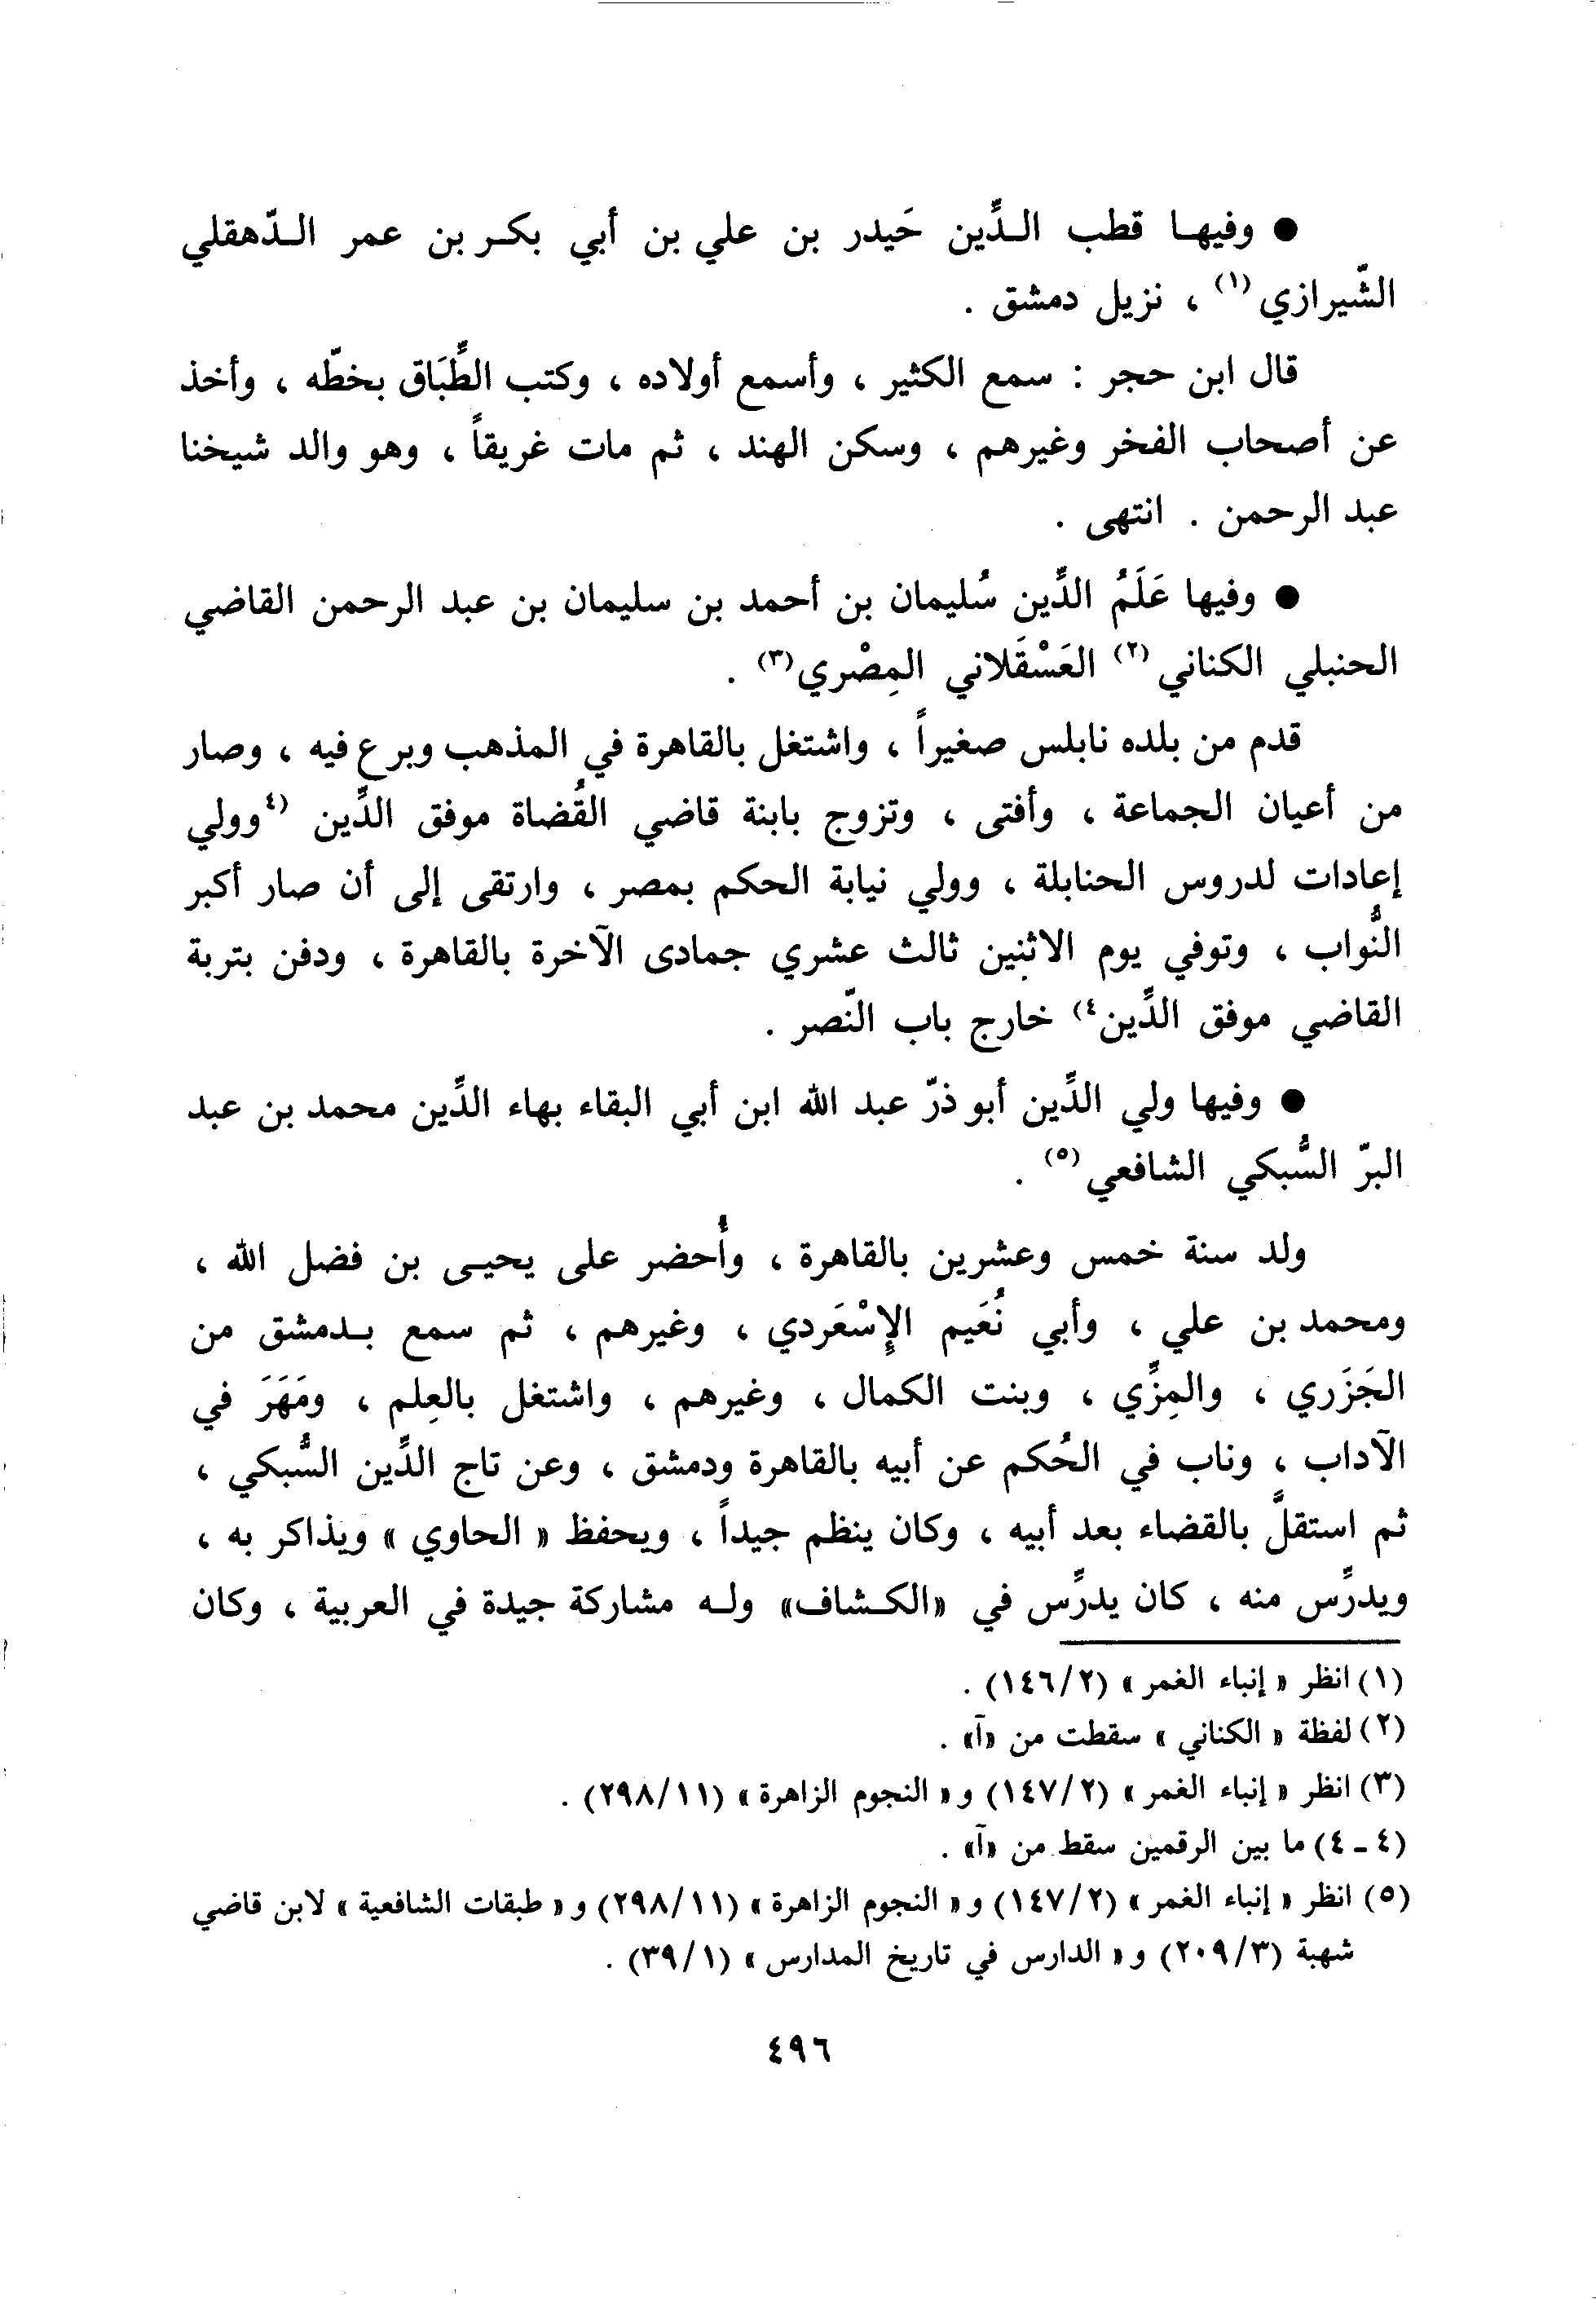 ● وفيها قطب الدِّين حَيدر بن علي بن أبي بكر بن عمر الدّهقلي
الشّيرازي (١) ، نزيل دمشق .
قال ابن حجر : سمع الكثير ، وأسمع أولاده ، وكتب الطِّبَاق بخطّه ، وأخذ
عن أصحاب الفخر وغيرهم ، وسكن الهند ، ثم مات غريقاً ، وهو والد شيخنا
عبد الرحمن . انتهى .
● وفيها عَلَمُ الدِّين سُليمان بن أحمد بن سليمان بن عبد الرحمن القاضي
الحنبلي الكناني (٢) العَسْقَلاني المِصْري (٣) .
قدم من بلده نابلس صغيراً ، واشتغل بالقاهرة في المذهب وبرع فيه ، وصار
من أعيان الجماعة ، وأفتى ، وتزوج بابنة قاضي القُضاة موفق الدِّين (٤ وولي
إعادات لدروس الحنابلة ، وولي نيابة الحكم بمصر ، وارتقى إلى أن صار أكبر
النُّواب ، وتوفي يوم الاثنين ثالث عشري جمادى الآخرة بالقاهرة ، ودفن بتربة
القاضي موفق الدِّين ٤) خارج باب النّصر .
● وفيها ولي الدِّين أبو ذرّ عبد الله ابن أبي البقاء بهاء الدِّين محمد بن عبد
البرّ السُّبكي الشافعي (٥) .
ولد سنة خمس وعشرين بالقاهرة ، وأُحضر على يحيى بن فضل الله ،
ومحمد بن علي ، وأبي نُعَيم الإِسْعَردي ، وغيرهم ، ثم سمع بدمشق من
الجَزَري ، والمِزِّي ، وبنت الكمال ، وغيرهم ، واشتغل بالعِلم ، ومَهَرَ في
الآداب ، وناب في الحُكم عن أبيه بالقاهرة ودمشق ، وعن تاج الدِّين السُّبكي ،
ثم استقلَّ بالقضاء بعد أبيه ، وكان ينظم جيداً ، ويحفظ « الحاوي » ويذاكر به ،
ويدرِّس منه ، كان يدرِّس في «الكشاف» وله مشاركة جيدة في العربية ، وكان
(١) انظر « إنباء الغمر » (١٤٦/٢) .
(٢) لفظة « الكناني » سقطت من «آ» .
(٣) انظر « إنباء الغمر » (١٤٧/٢) و« النجوم الزاهرة » (٢٩٨/١١) .
(٤ - ٤) ما بين الرقمين سقط من «آ» .
(٥) انظر « إنباء الغمر » (١٤٧/٢) و« النجوم الزاهرة » (٢٩٨/١١) و« طبقات الشافعية » لابن قاضي
شهبة (٢٠٩/٣) و« الدارس في تاريخ المدارس » (٣٩/١) .
٤٩٦